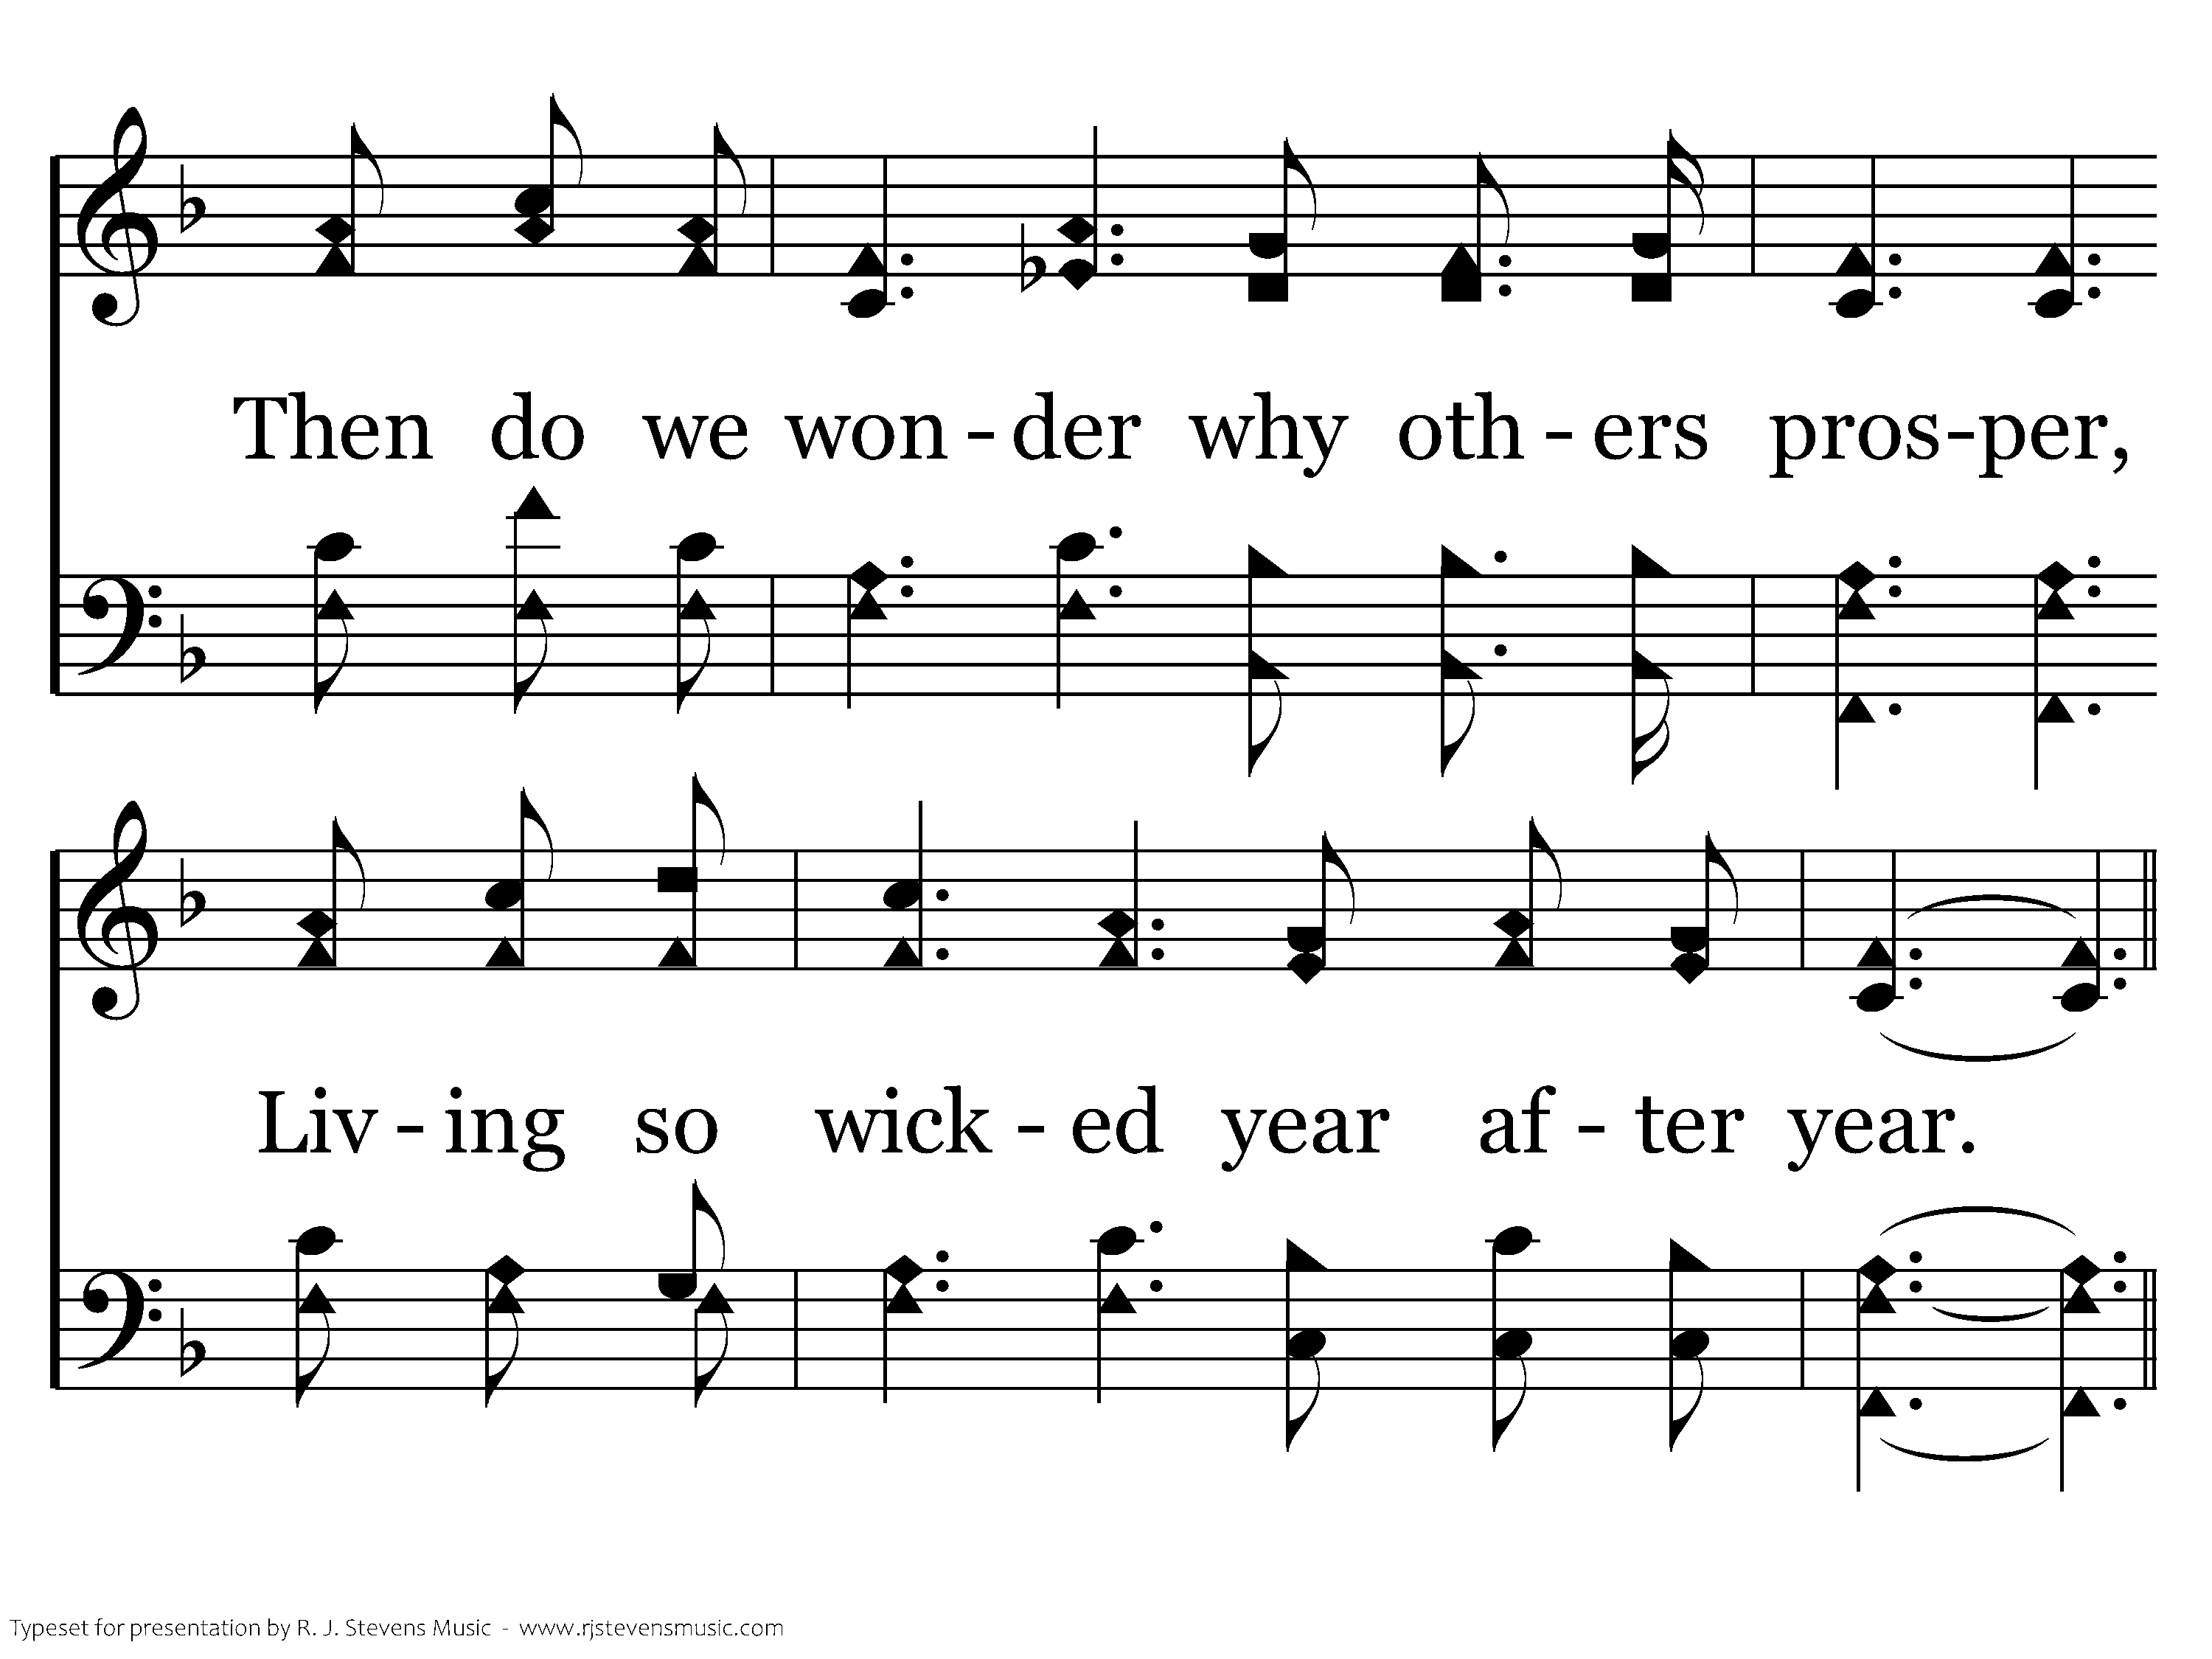 Then do we won - der why oth - ers pros-per,
Liv - ing so wick - ed year af - ter year.
Typeset for presentation by R. J. Stevens Music - www.rjstevensmusic.com